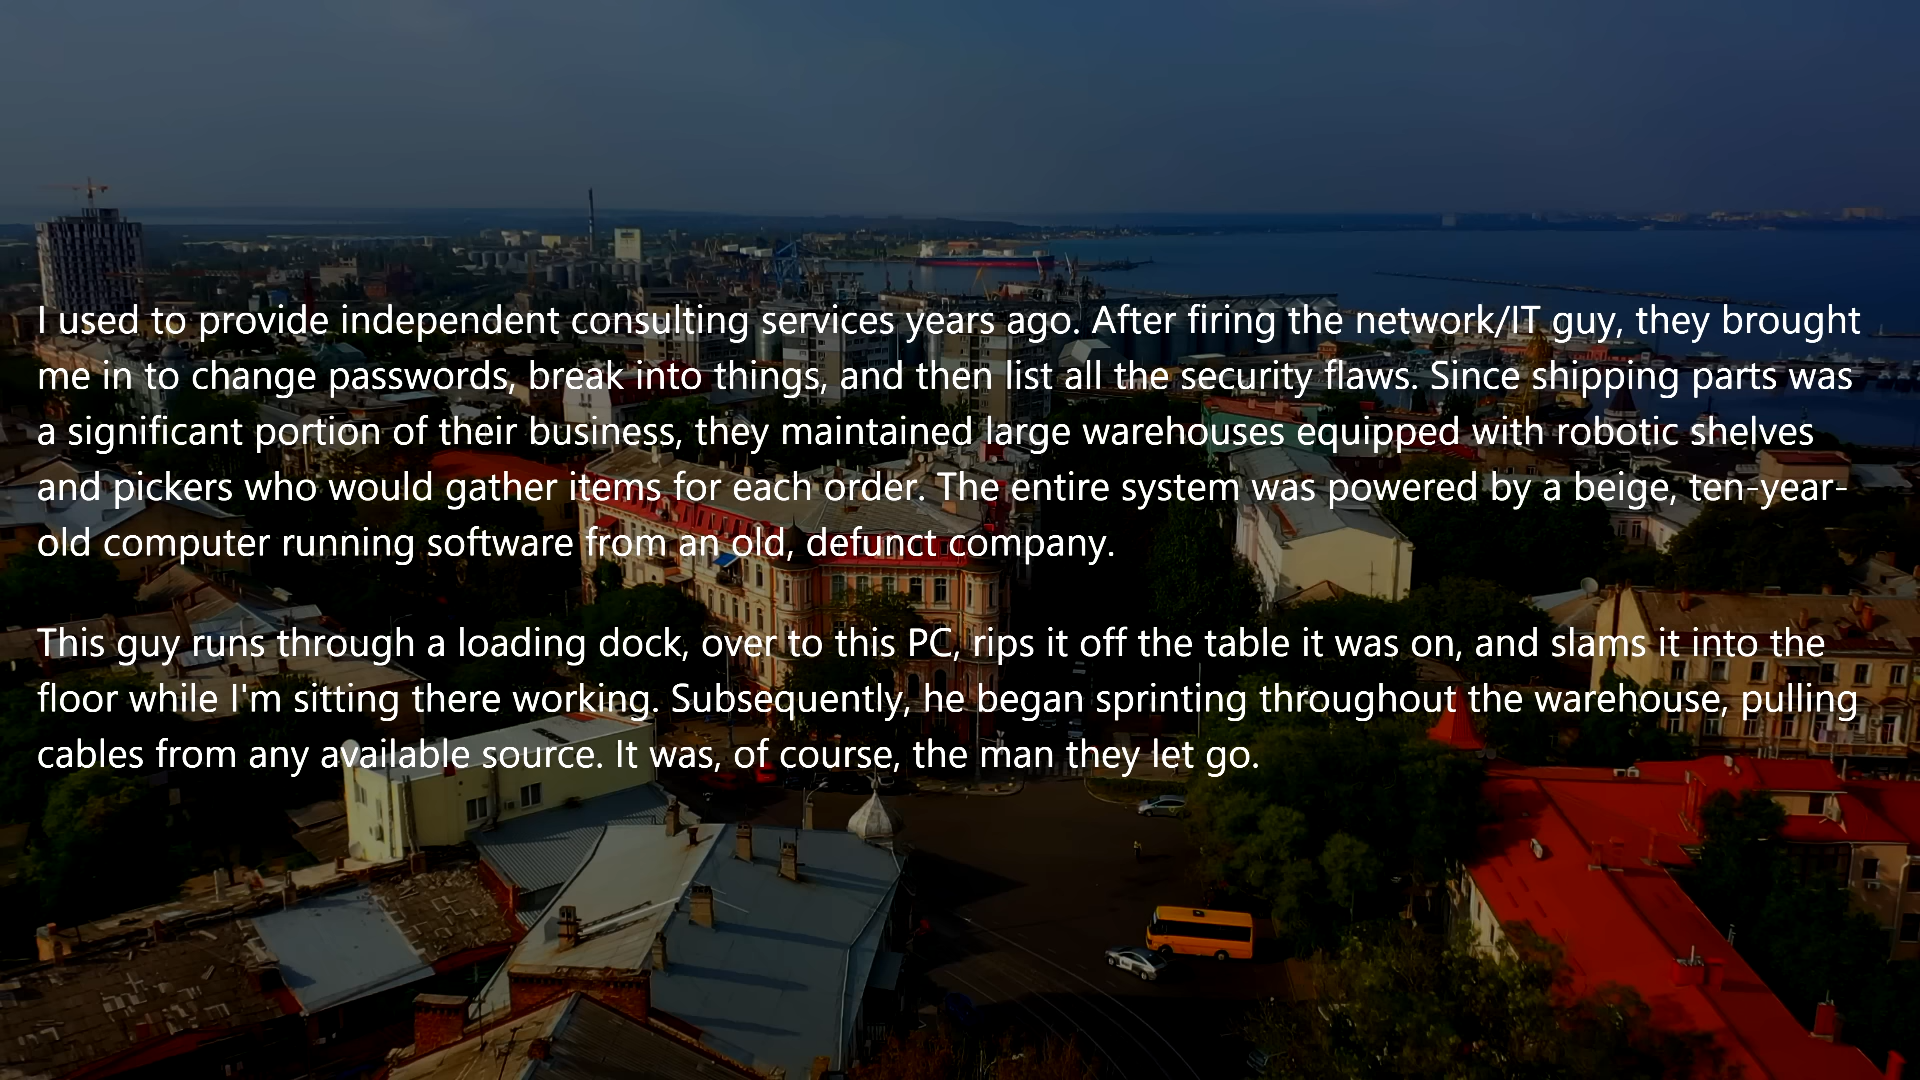 I used to provide independent consulting services years ago. After firing the network/IT guy, they brought
me in to change passwords, break into things, and then list all the security flaws. Since shipping parts was
a significant portion of their business, they maintained large warehouses equipped with robotic shelves
and pickers who would gather items for each order. The entire system was powered by a beige, ten-year-
old computer running software from an old, defunct company.
This guy runs through a loading dock, over to this PC, rips it off the table it was on, and slams it into the
floor while I'm sitting there working. Subsequently, he began sprinting throughout the warehouse, pulling
cables from any available source. It was, of course, the man they let go.